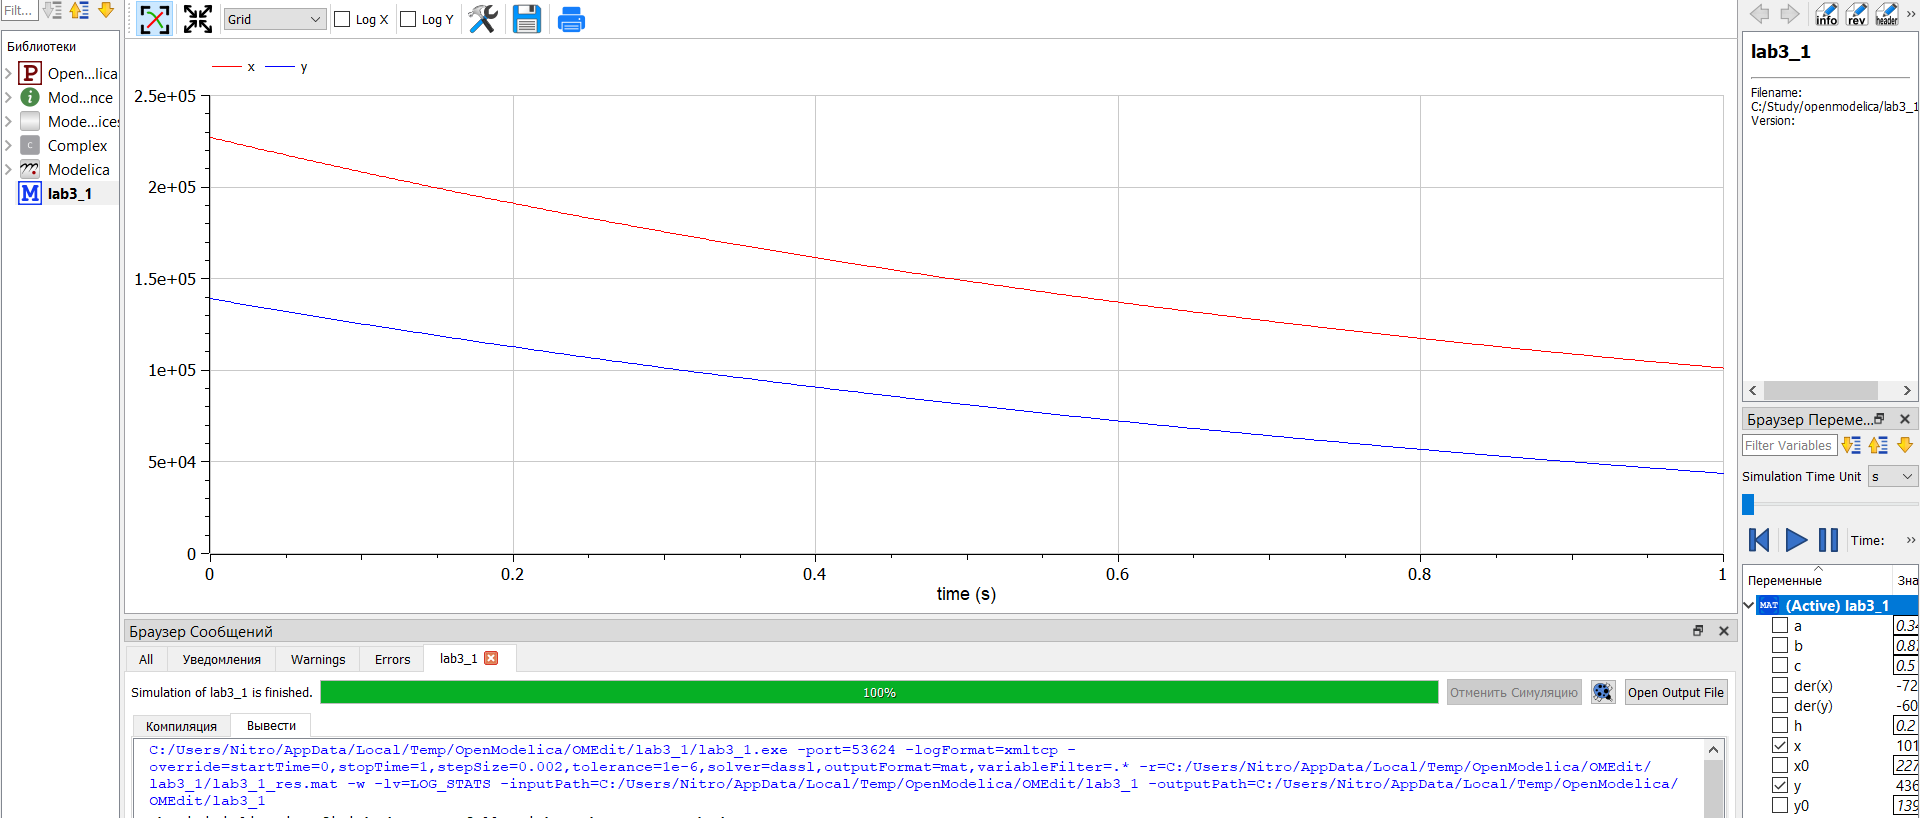 Filt...
Библиотеки
Open...lica
Mod...nce
Mode...ices
Complex
Modelica
lab3_1
Grid
Log X
Log Y
x
y
2.5e+05
2e+05
1.5e+05
1e+05
5e+04
0
0
0.2
0.4
0.6
0.8
1
time (s)
Браузер Сообщений
All
Уведомления
Warnings
Errors
lab3_1
Simulation of lab3_1 is finished.
100%
Отменить Симуляцию
Open Output File
Компиляция
Вывести
C:/Users/Nitro/AppData/Local/Temp/OpenModelica/OMEdit/lab3_1/lab3_1.exe -port=53624 -logFormat=xmltcp -
override=startTime=0,stopTime=1,stepSize=0.002,tolerance=1e-6,solver=dassl,outputFormat=mat,variableFilter=.* -r=C:/Users/Nitro/AppData/Local/Temp/OpenModelica/OMEdit/
lab3_1/lab3_1_res.mat -w -lv=LOG_STATS -inputPath=C:/Users/Nitro/AppData/Local/Temp/OpenModelica/OMEdit/lab3_1 -outputPath=C:/Users/Nitro/AppData/Local/Temp/OpenModelica/
OMEdit/lab3_1
info
rev
header
lab3_1
Filename:
C:/Study/openmodelica/lab3_1
Version:
Браузер Переме...
Filter Variables
Simulation Time Unit
s
Time:
Переменные
Зна
MAT
(Active) lab3_1
a
0.34
b
0.8
c
0.5
der(x)
-72
der(y)
-60
h
0.2
x
101
x0
227
y
436
y0
139